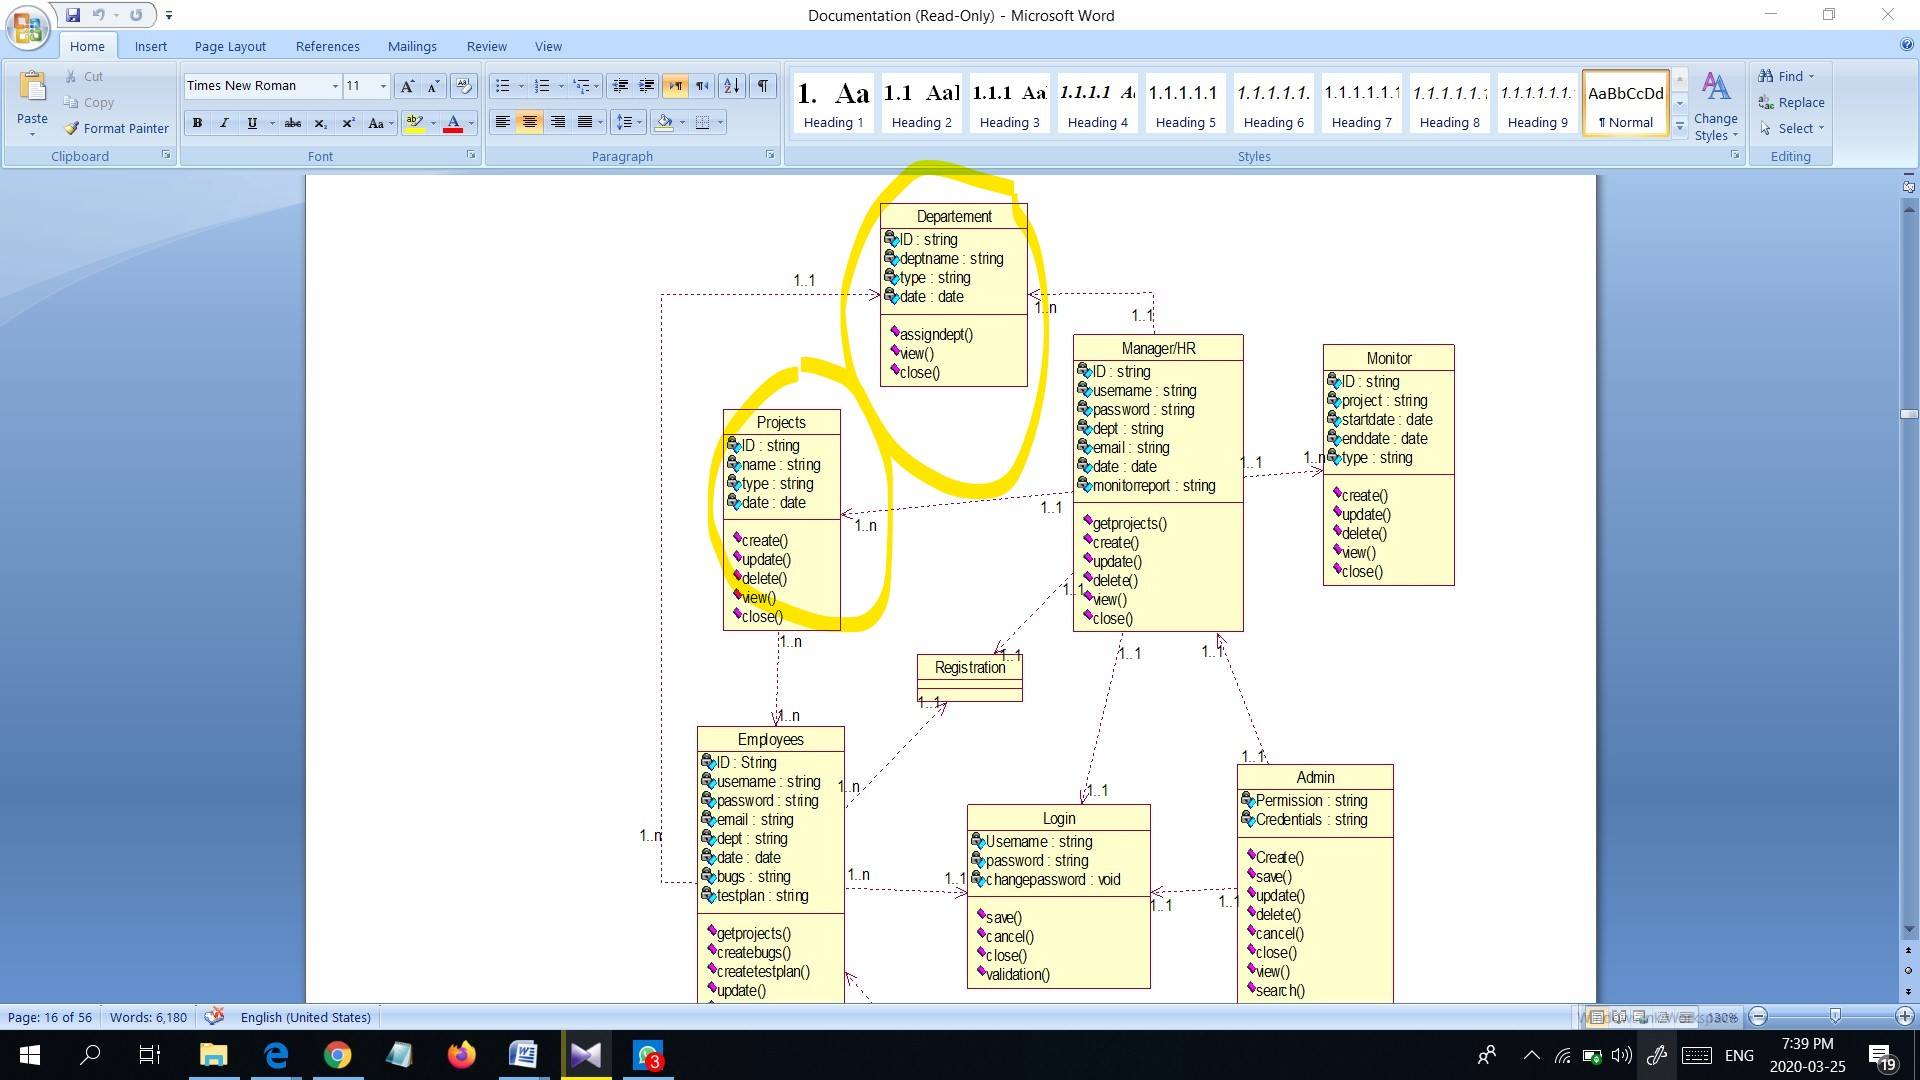 Documentation (Read-Only) - Microsoft Word
Home Insert Page Layout References Mailings Review View
Paste
Cut
Copy
Format Painter
Clipboard
Times New Roman 11
B I U abc x₂ x² Aa
Font
Paragraph
1. Aa
Heading 1
1.1 Aal
Heading 2
1.1.1 Aa
Heading 3
1.1.1.1 A
Heading 4
1.1.1.1.1
Heading 5
1.1.1.1.1.
Heading 6
1.1.1.1.1.1
Heading 7
1.1.1.1.1.1
Heading 8
1.1.1.1.1.1.
Heading 9
AaBbCcDd
¶ Normal
Change Styles
Styles
Find
Replace
Select
Editing
Departement
ID : string
deptname : string
type : string
date : date
assigndept()
view()
close()
1..1
1..n
1..1
Manager/HR
ID : string
username : string
password : string
dept : string
email : string
date : date
monitorreport : string
getprojects()
create()
update()
delete()
view()
close()
Monitor
ID : string
project : string
startdate : date
enddate : date
type : string
create()
update()
delete()
view()
close()
1..1
1..n
Projects
ID : string
name : string
type : string
date : date
create()
update()
delete()
view()
close()
1..1
1..n
1..1
1..1
Registration
1..1
1..n
1..n
1..1
1..1
1..1
1..1
Employees
ID : String
username : string
password : string
email : string
dept : string
date : date
bugs : string
testplan : string
getprojects()
createbugs()
createtestplan()
update()
1..n
1..n
1..n
1..1
Login
Username : string
password : string
changepassword : void
save()
cancel()
close()
validation()
1..1
1..1
Admin
Permission : string
Credentials : string
Create()
save()
update()
delete()
cancel()
close()
view()
search()
Page: 16 of 56 Words: 6,180 English (United States) 130%
3
ENG
7:39 PM
2020-03-25
19